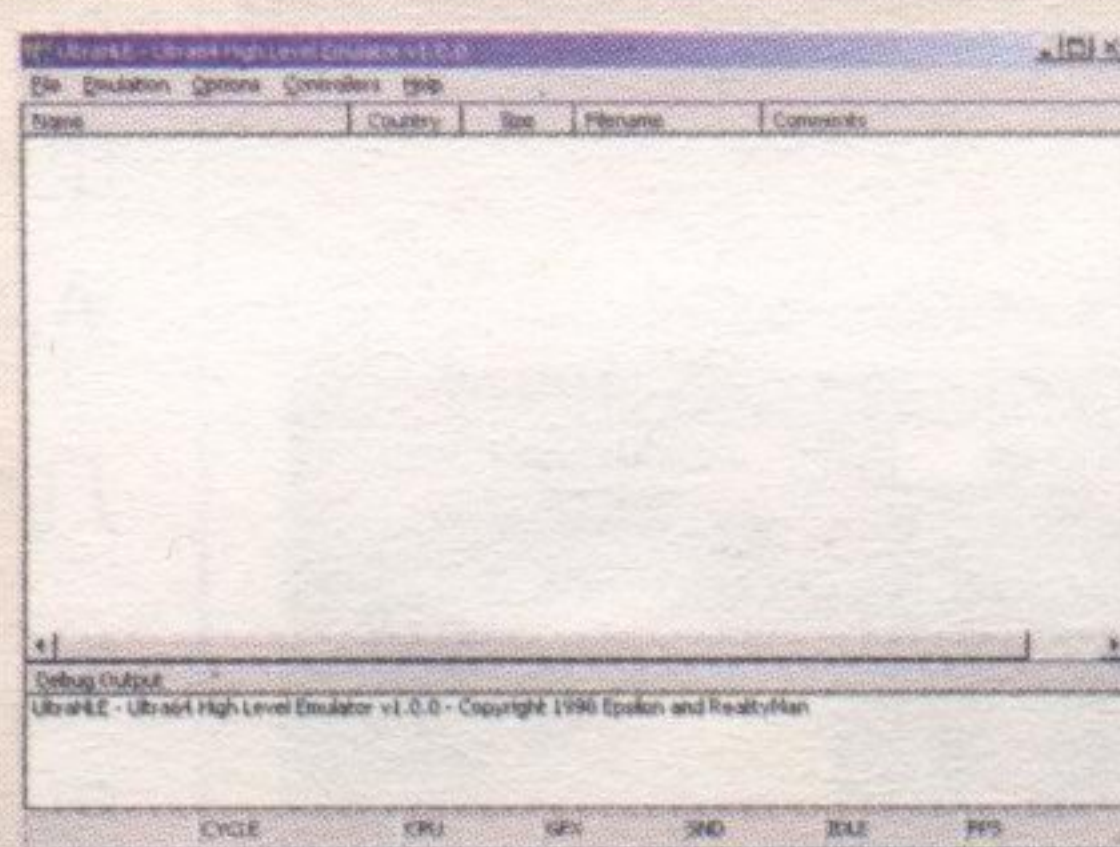 UltraHLE - Ultra64 High Level Emulator v1.0.0
File Emulation Options Controllers Help
Name Country Size Filename Comments
Debug Output
UltraHLE - Ultra64 High Level Emulator v1.0.0 - Copyright 1998 Epsilon and RealityMan
CYCLE CPU GFX SND IDLE FPS